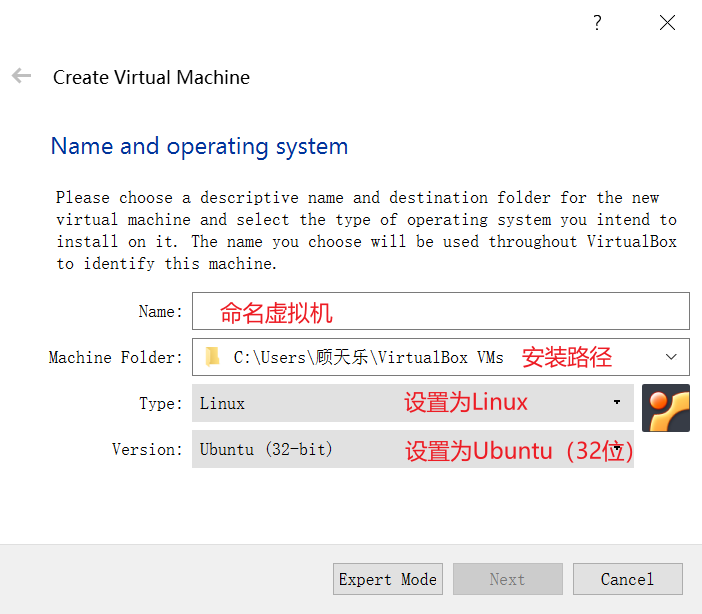 ?
Create Virtual Machine
Name and operating system
Please choose a descriptive name and destination folder for the new
virtual machine and select the type of operating system you intend to
install on it. The name you choose will be used throughout VirtualBox
to identify this machine.
Name: 命名虚拟机
Machine Folder: C:\Users\顾天乐\VirtualBox VMs 安装路径
Type: Linux 设置为Linux
Version: Ubuntu (32-bit) 设置为Ubuntu（32位）
Expert Mode Next Cancel